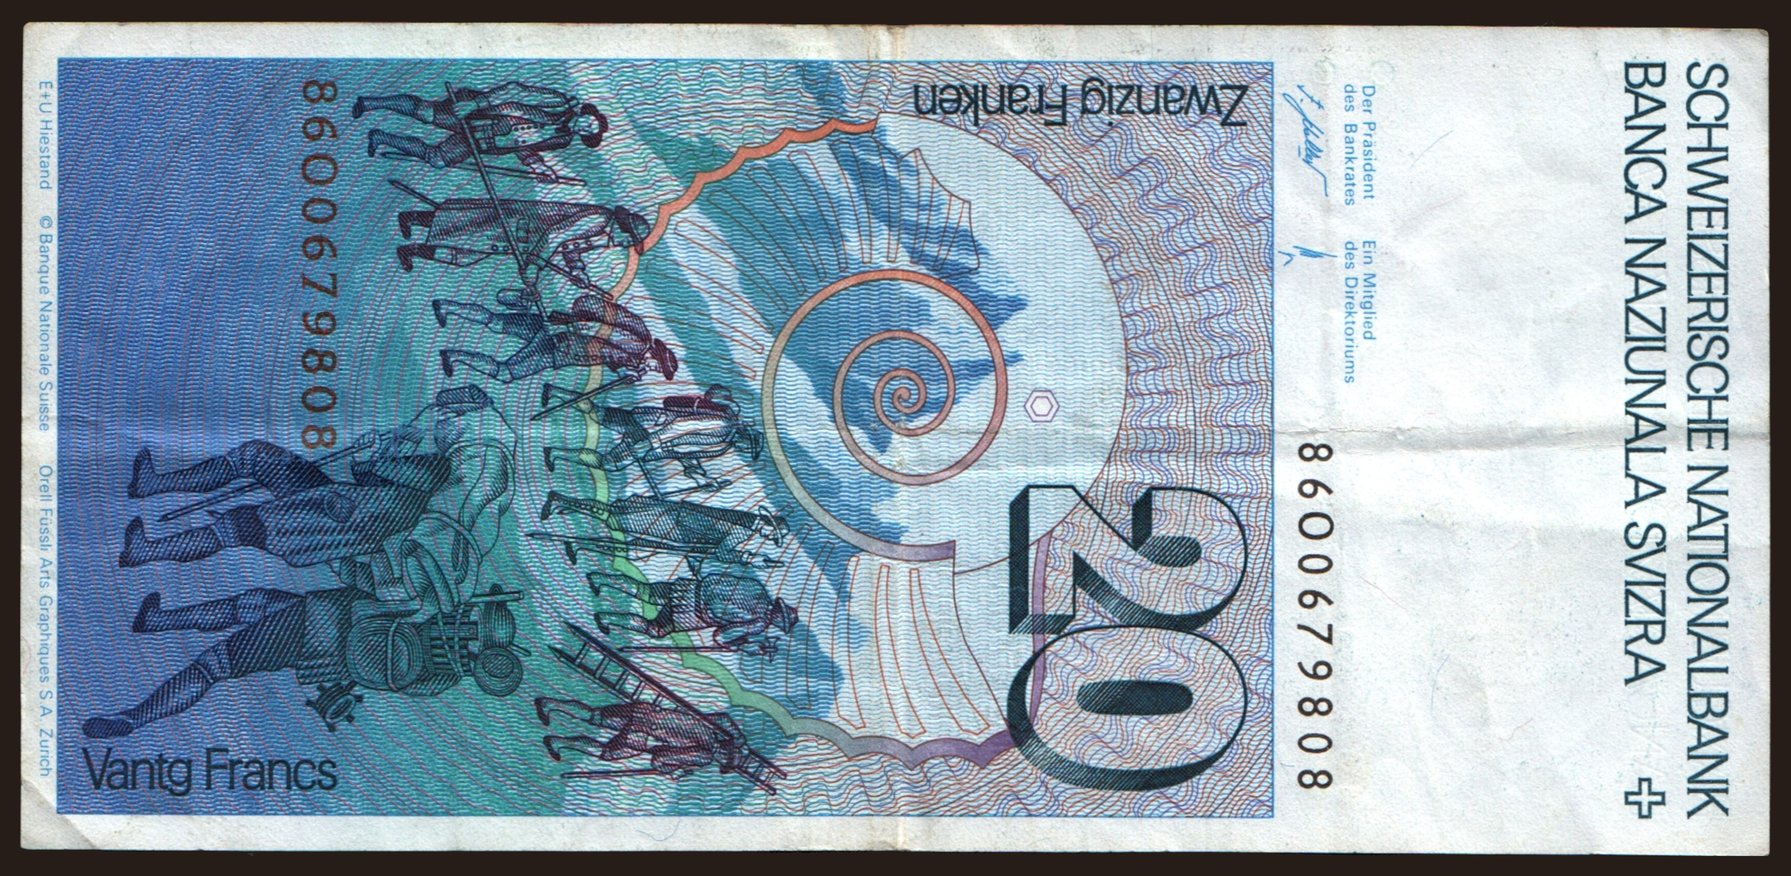 SCHWEIZERISCHE NATIONALBANK
BANCA NAZIUNALA SVIZRA
Der Präsident
des Bankrates
Ein Mitglied
des Direktoriums
86O0679808
20
Zwanzig Franken
8600679808
Vantg Francs
E+U Hiestand © Banque Nationale Suisse Orell Füssli Arts Graphiques S.A. Zurich